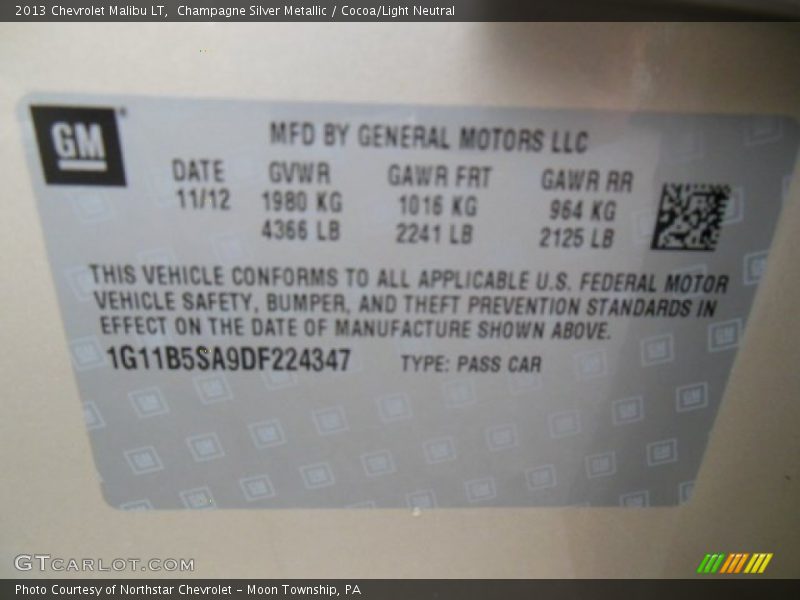 2013 Chevrolet Malibu LT, Champagne Silver Metallic / Cocoa/Light Neutral
GM
MFD BY GENERAL MOTORS LLC
DATE GVWR GAWR FRT GAWR RR
11/12 1980 KG 1016 KG 964 KG
4366 LB 2241 LB 2125 LB
THIS VEHICLE CONFORMS TO ALL APPLICABLE U.S. FEDERAL MOTOR
VEHICLE SAFETY, BUMPER, AND THEFT PREVENTION STANDARDS IN
EFFECT ON THE DATE OF MANUFACTURE SHOWN ABOVE.
1G11B5SA9DF224347 TYPE: PASS CAR
GTCARLOT.COM
Photo Courtesy of Northstar Chevrolet - Moon Township, PA